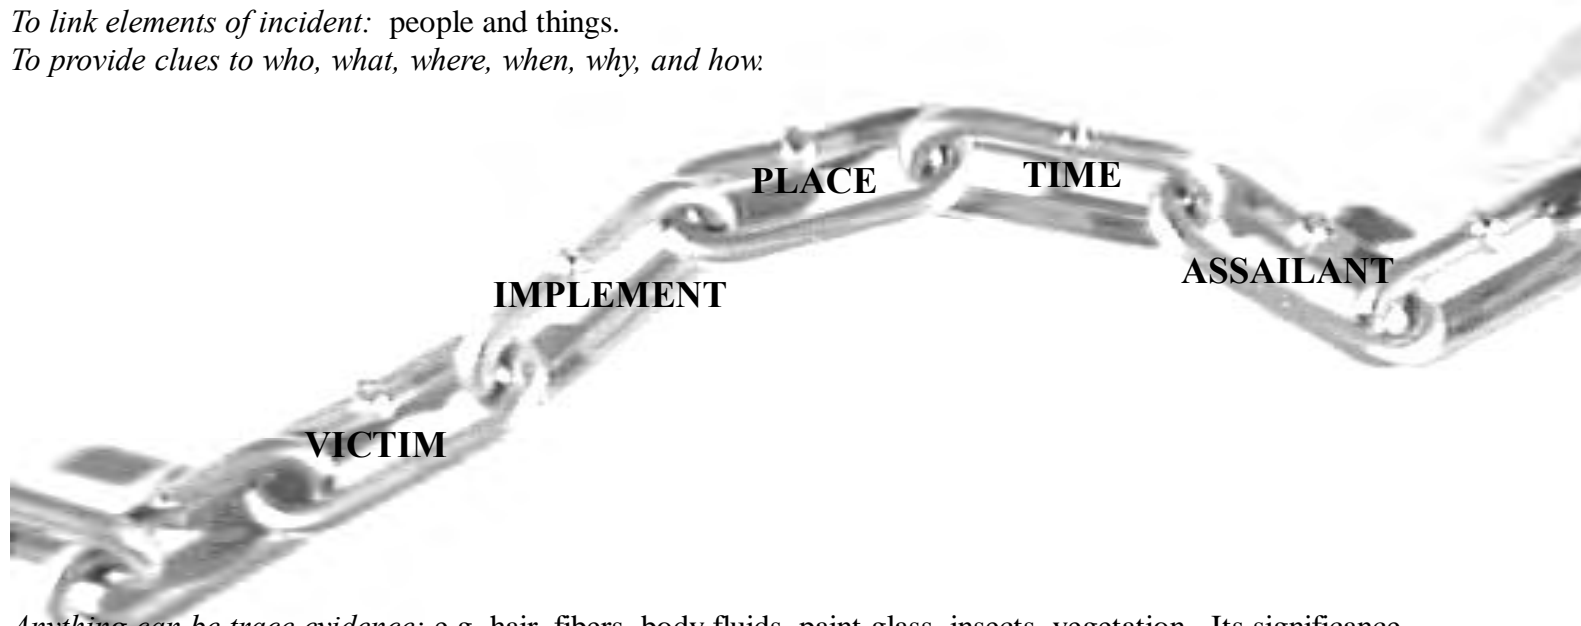 To link elements of incident: people and things.
To provide clues to who, what, where, when, why, and how.
PLACE
TIME
ASSAILANT
IMPLEMENT
VICTIM
Anything can be trace evidence: e.g. hair, fibers, body fluids, paint glass, insects, vegetation. Its significance